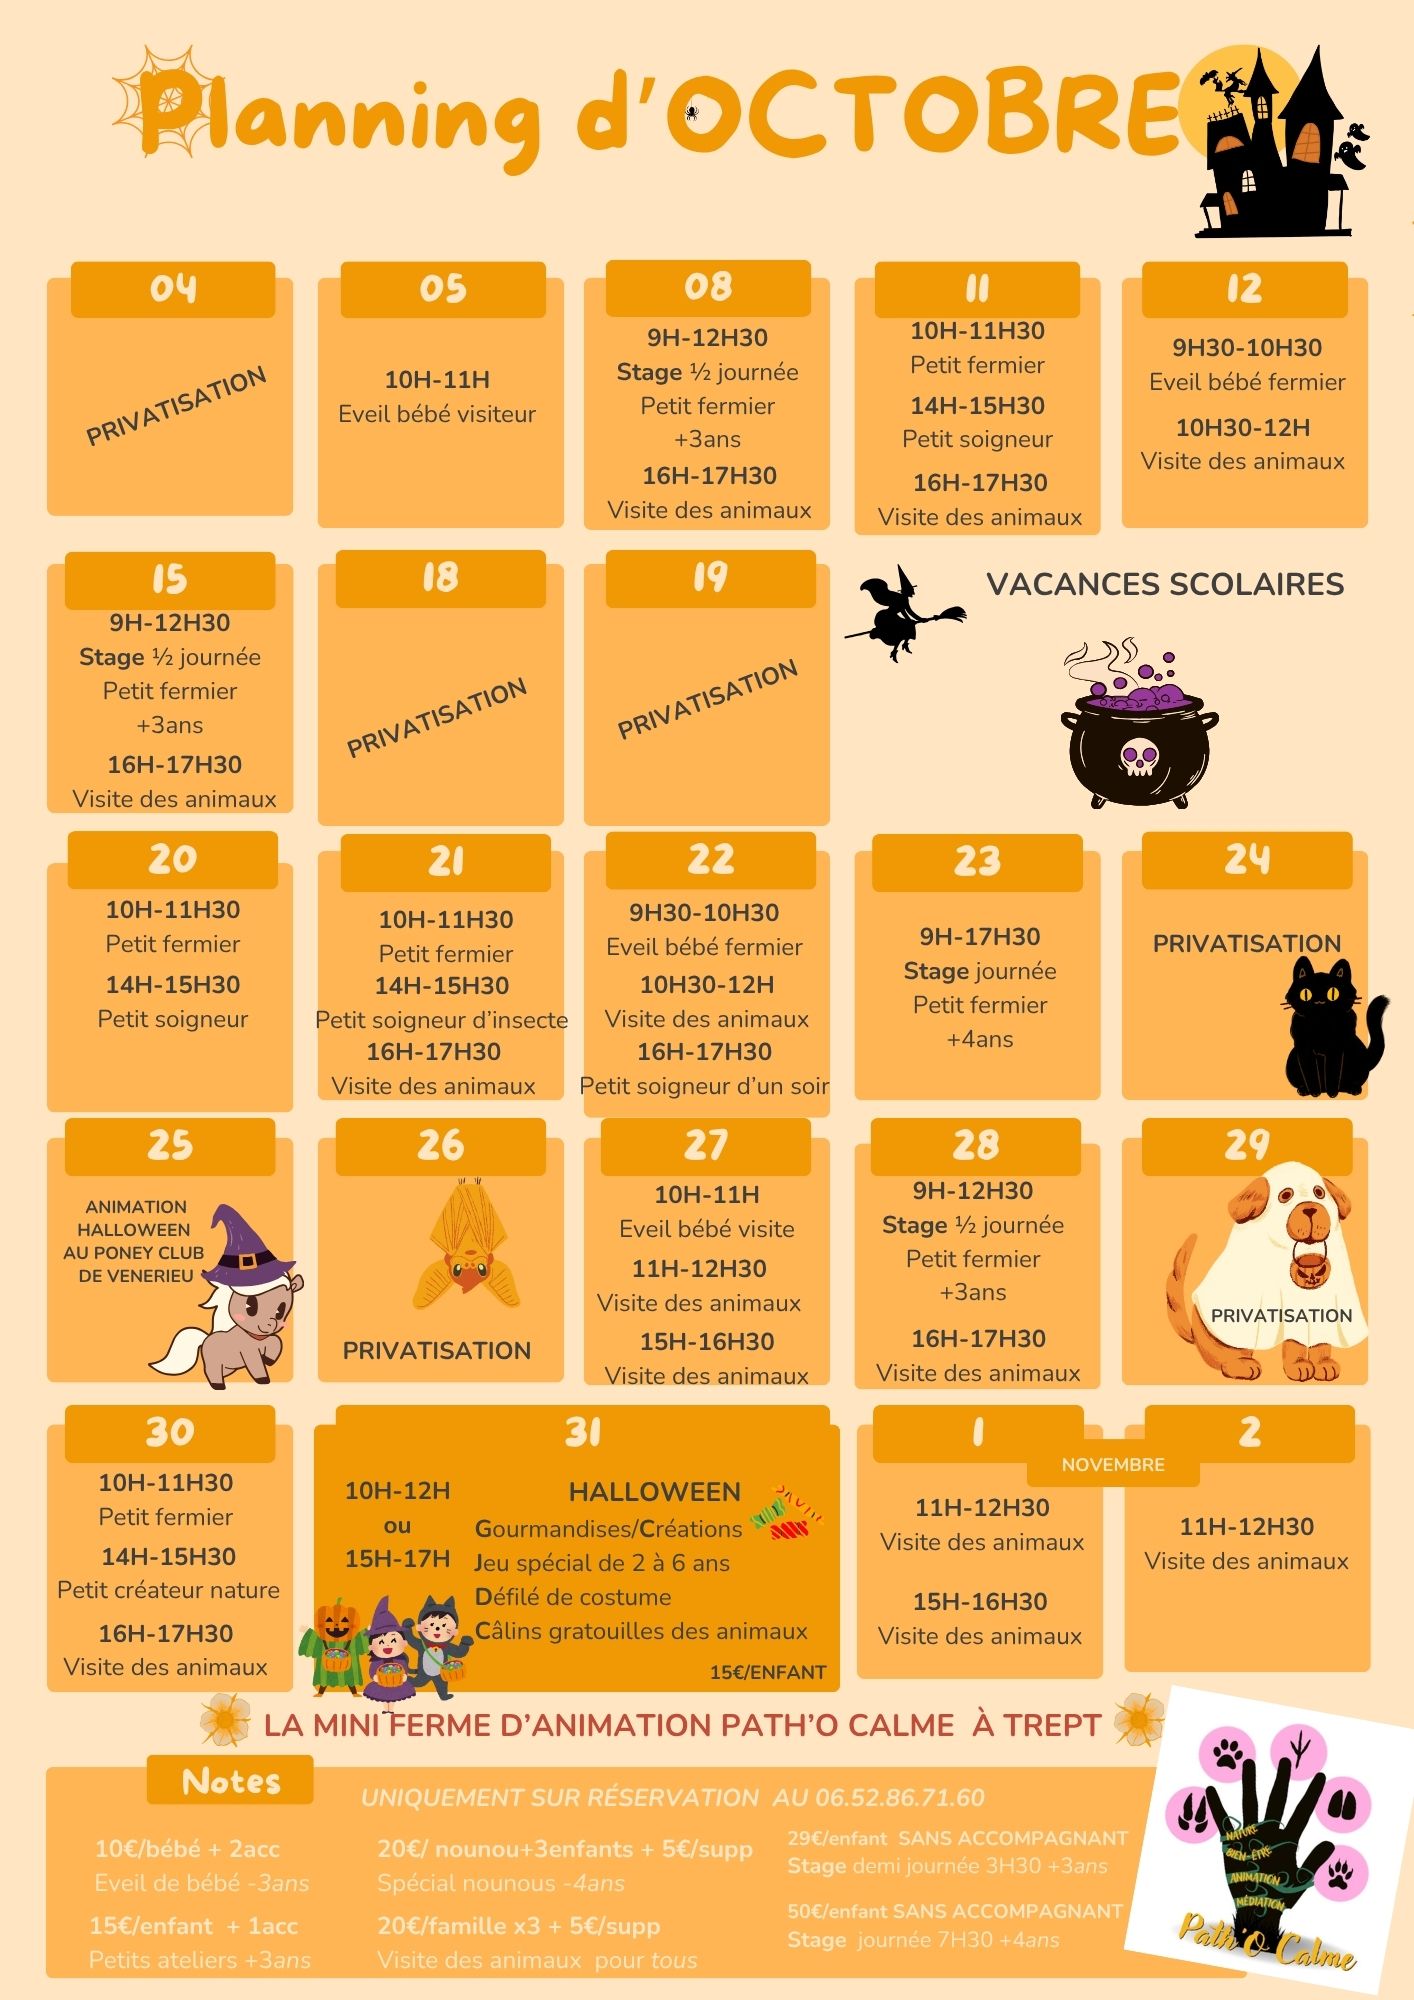 Planning d'OCTOBRE
04
PRIVATISATION
05
10H-11H
Eveil bébé visiteur
08
9H-12H30
Stage ½ journée
Petit fermier
+3ans
16H-17H30
Visite des animaux
11
10H-11H30
Petit fermier
14H-15H30
Petit soigneur
16H-17H30
Visite des animaux
12
9H30-10H30
Eveil bébé fermier
10H30-12H
Visite des animaux
15
9H-12H30
Stage ½ journée
Petit fermier
+3ans
16H-17H30
Visite des animaux
18
PRIVATISATION
19
PRIVATISATION
VACANCES SCOLAIRES
20
10H-11H30
Petit fermier
14H-15H30
Petit soigneur
21
10H-11H30
Petit fermier
14H-15H30
Petit soigneur d'insecte
16H-17H30
Visite des animaux
22
9H30-10H30
Eveil bébé fermier
10H30-12H
Visite des animaux
16H-17H30
Petit soigneur d'un soir
23
9H-17H30
Stage journée
Petit fermier
+4ans
24
PRIVATISATION
25
ANIMATION
HALLOWEEN
AU PONEY CLUB
DE VENERIEU
26
PRIVATISATION
27
10H-11H
Eveil bébé visite
11H-12H30
Visite des animaux
15H-16H30
Visite des animaux
28
9H-12H30
Stage ½ journée
Petit fermier
+3ans
16H-17H30
Visite des animaux
29
PRIVATISATION
30
10H-11H30
Petit fermier
14H-15H30
Petit créateur nature
16H-17H30
Visite des animaux
31
10H-12H
ou
15H-17H
HALLOWEEN
Gourmandises/Créations
Jeu spécial de 2 à 6 ans
Défilé de costume
Câlins gratouilles des animaux
15€/ENFANT
NOVEMBRE
1
11H-12H30
Visite des animaux
15H-16H30
Visite des animaux
2
11H-12H30
Visite des animaux
LA MINI FERME D'ANIMATION PATH'O CALME À TREPT
Notes
UNIQUEMENT SUR RÉSERVATION AU 06.52.86.71.60
10€/bébé + 2acc
Eveil de bébé -3ans
15€/enfant + 1acc
Petits ateliers +3ans
20€/ nounou+3enfants + 5€/supp
Spécial nounous -4ans
20€/famille x3 + 5€/supp
Visite des animaux pour tous
29€/enfant SANS ACCOMPAGNANT
Stage demi journée 3H30 +3ans
50€/enfant SANS ACCOMPAGNANT
Stage journée 7H30 +4ans
NATURE
BIEN-ÊTRE
ANIMATION
MÉDIATION
Path'O Calme